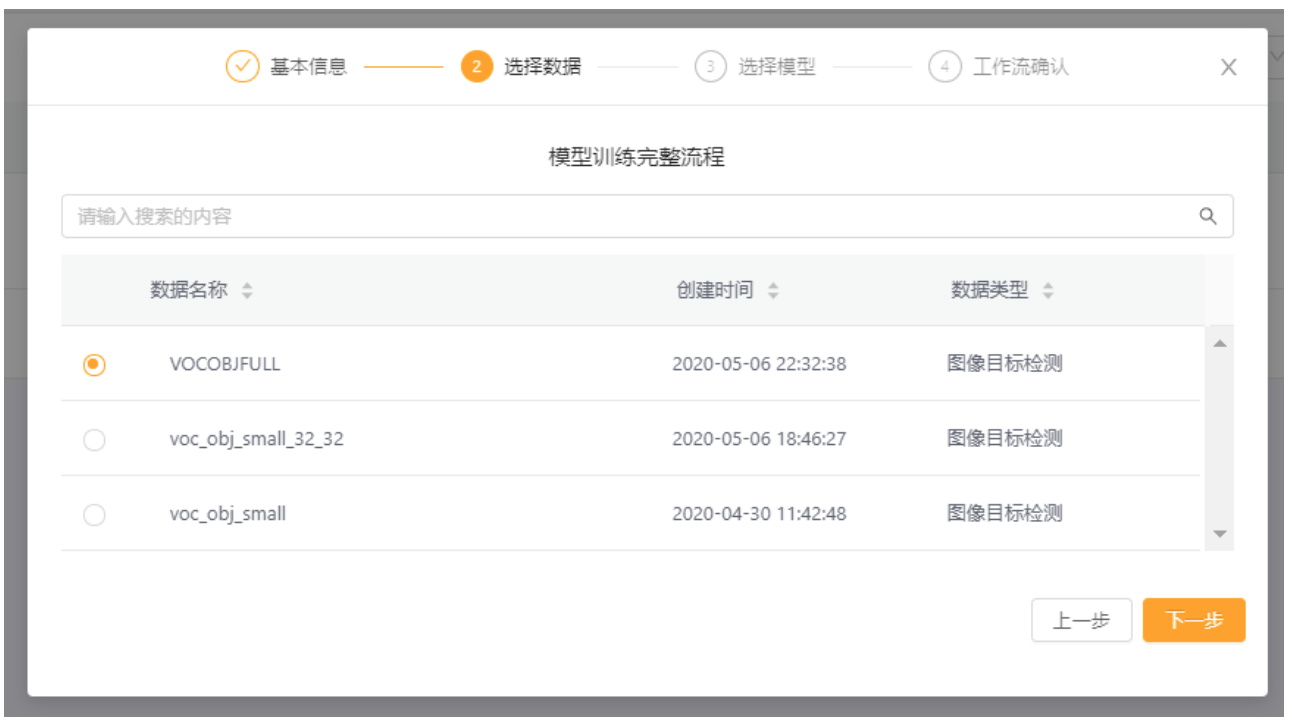 基本信息 2 选择数据 3 选择模型 4 工作流确认
模型训练完整流程
请输入搜索的内容
数据名称 创建时间 数据类型
VOCOBJFULL 2020-05-06 22:32:38 图像目标检测
voc_obj_small_32_32 2020-05-06 18:46:27 图像目标检测
voc_obj_small 2020-04-30 11:42:48 图像目标检测
上一步 下一步